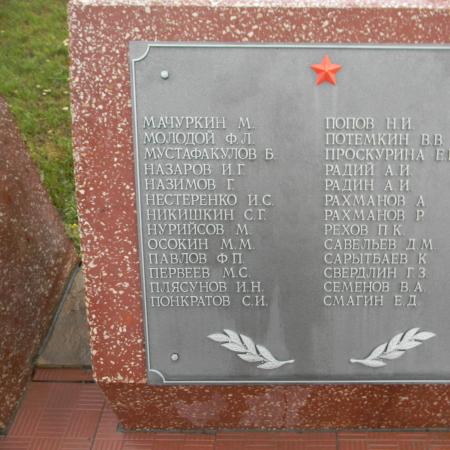 МАЧУРКИН М.
МОЛОДОЙ Ф.Л.
МУСТАФАКУЛОВ Б.
НАЗАРОВ И.Г.
НАЗИМОВ Г.
НЕСТЕРЕНКО И.С.
НИКИШКИН С.Г.
НУРИЙСОВ М.
ОСОКИН М.М.
ПАВЛОВ Ф.П.
ПЕРВЕЕВ М.С.
ПЛЯСУНОВ И.Н.
ПОНКРАТОВ С.И.
ПОПОВ Н.И.
ПОТЕМКИН В.В.
ПРОСКУРИНА Е.
РАДИЙ А.И.
РАДИН А.И.
РАХМАНОВ А.
РАХМАНОВ Р.
РЕХОВ П.К.
САВЕЛЬЕВ Д.М.
САРЫТБАЕВ К.
СВЕРДЛИН Г.З.
СЕМЕНОВ В.А.
СМАГИН Е.Д.